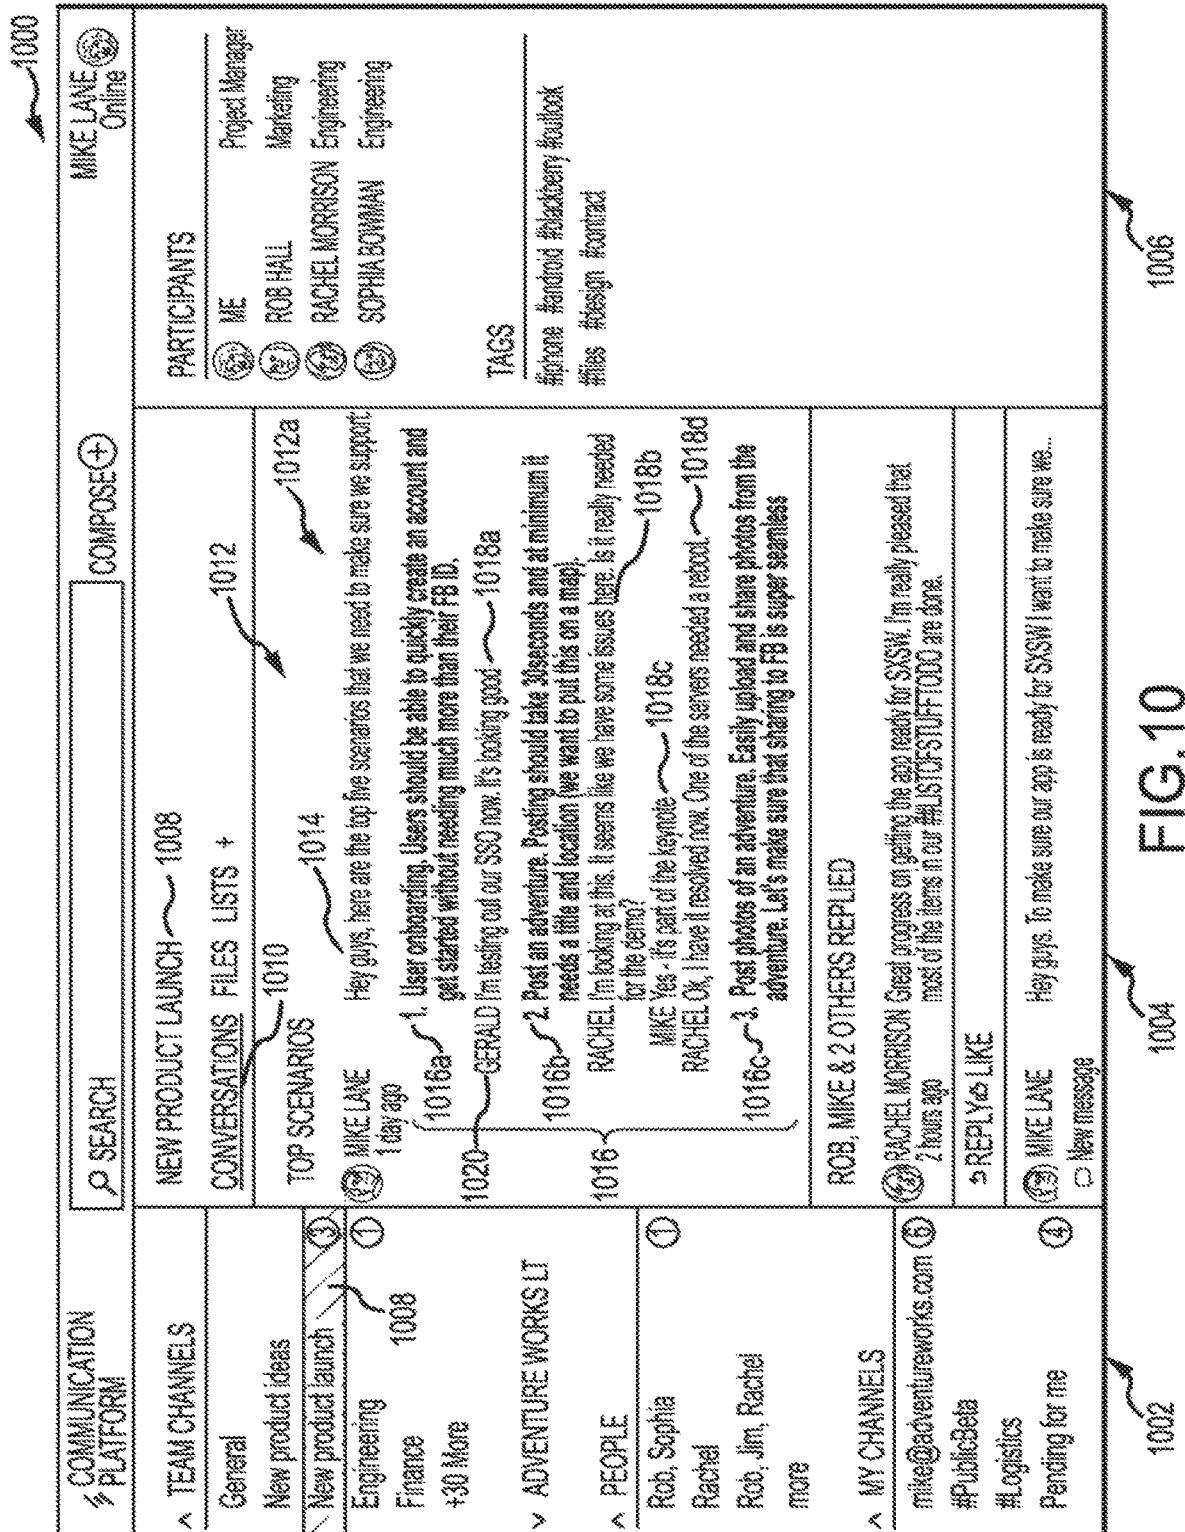 1000
COMMUNICATION
PLATFORM
SEARCH
COMPOSE +
MIKE LANE
Online
^ TEAM CHANNELS
General
New product ideas
New product launch 3
1008
Engineering 1
Finance
+30 More
ADVENTURE WORKS LT
^ PEOPLE
Rob, Sophia 1
Rachel
Rob, Jim, Rachel
more
^ MY CHANNELS
mike@adventureworks.com 6
#PublicBeta
#Logistics
Pending for me 4
1002
NEW PRODUCT LAUNCH 1008
CONVERSATIONS FILES LISTS +
1010
1012
TOP SCENARIOS
1014
1012a
MIKE LANE Hey guys, here are the top five scenarios that we need to make sure we support:
1 day ago
1016a 1. User onboarding. Users should be able to quickly create an account and
get started without needing much more than their FB ID.
1020 GERALD I'm testing out our SSO now. It's looking good 1018a
1016b 2. Post an adventure. Posting should take 30seconds and at minimum it
needs a title and location (we want to put this on a map).
1016
RACHEL I'm looking at this. It seems like we have some issues here. Is it really needed
for the demo? 1018b
MIKE Yes - it's part of the keynote 1018c
RACHEL Ok, I have it resolved now. One of the servers needed a reboot. 1018d
1016c 3. Post photos of an adventure. Easily upload and share photos from the
adventure. Let's make sure that sharing to FB is super seamless
ROB, MIKE & 2 OTHERS REPLIED
RACHEL MORRISON Great progress on getting the app ready for SXSW. I'm really pleased that
2 hours ago most of the items in our ##LISTOFSTUFFTODO are done.
REPLY LIKE
MIKE LANE Hey guys. To make sure our app is ready for SXSW I want to make sure we...
New message
1004
PARTICIPANTS
ME Project Manager
ROB HALL Marketing
RACHEL MORRISON Engineering
SOPHIA BOWMAN Engineering
TAGS
#iphone #android #blackberry #outlook
#files #design #contract
1006
FIG. 10